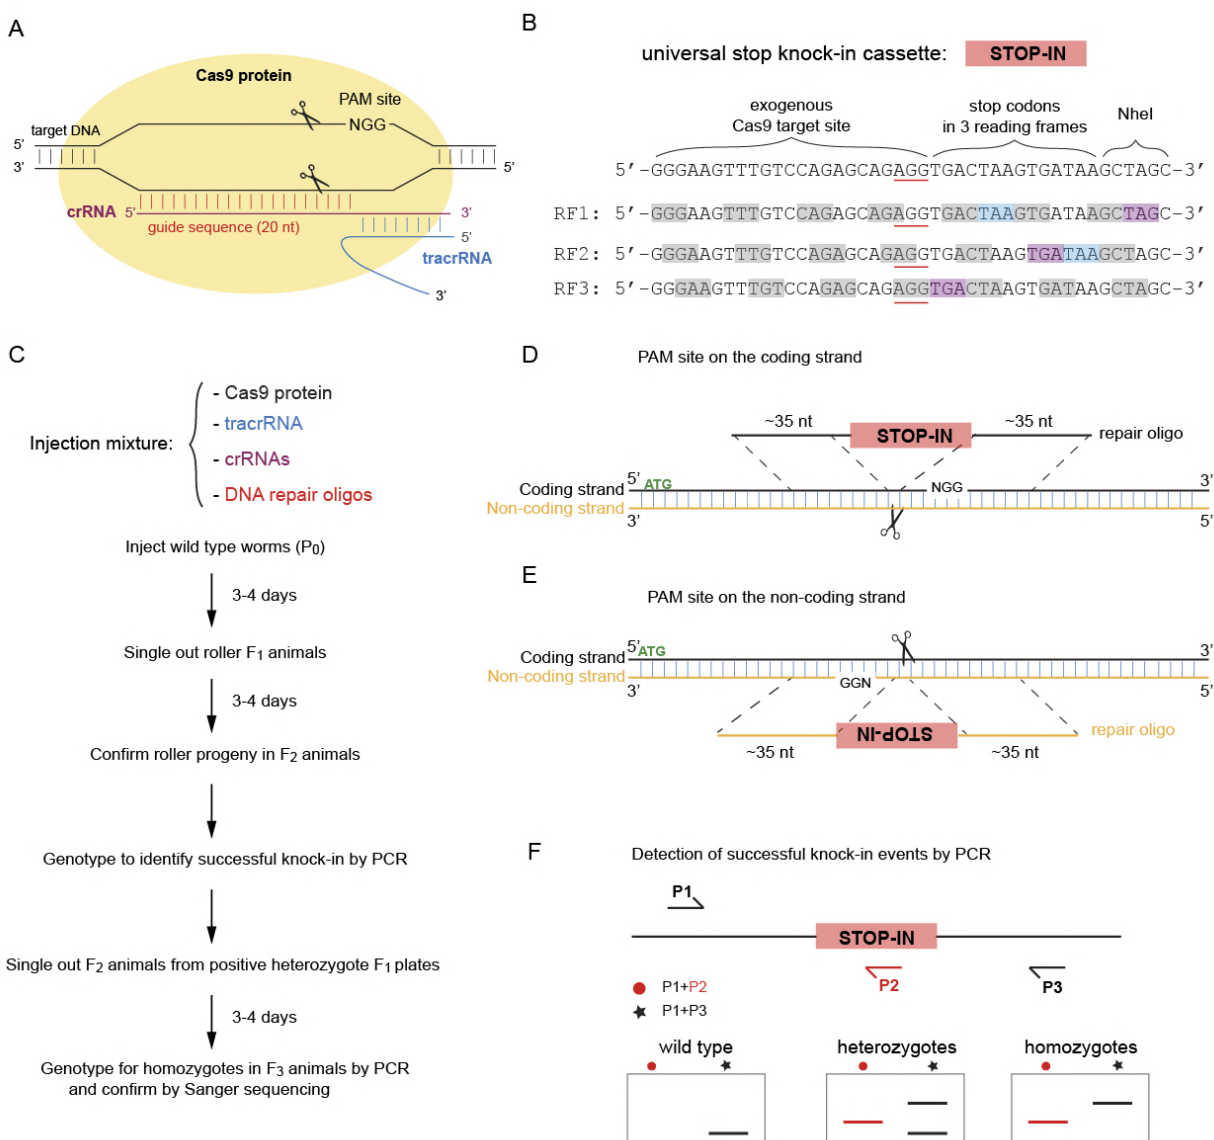 A
Cas9 protein
PAM site
NGG
target DNA
5′
3′
5′
crRNA 5′
3′
guide sequence (20 nt)
5′
tracrRNA
3′
B
universal stop knock-in cassette: STOP-IN
exogenous
Cas9 target site
stop codons
in 3 reading frames
NheI
5′-GGGAAGTTTGTCCAGAGCAGAGGTGACTAAGTGATAAGCTAGC-3′
RF1: 5′-GGGAAGTTTGTCCAGAGCAGAGGTGACTAAGTGATAAGCTAGC-3′
RF2: 5′-GGGAAGTTTGTCCAGAGCAGAGGTGACTAAGTGATAAGCTAGC-3′
RF3: 5′-GGGAAGTTTGTCCAGAGCAGAGGTGACTAAGTGATAAGCTAGC-3′
C
Injection mixture:
- Cas9 protein
- tracrRNA
- crRNAs
- DNA repair oligos
Inject wild type worms (P0)
3-4 days
Single out roller F1 animals
3-4 days
Confirm roller progeny in F2 animals
Genotype to identify successful knock-in by PCR
Single out F2 animals from positive heterozygote F1 plates
3-4 days
Genotype for homozygotes in F3 animals by PCR
and confirm by Sanger sequencing
D
PAM site on the coding strand
~35 nt
STOP-IN
~35 nt
repair oligo
5′
ATG
NGG
3′
Coding strand
Non-coding strand
3′
5′
E
PAM site on the non-coding strand
5′
ATG
3′
Coding strand
Non-coding strand
3′
GGN
5′
~35 nt
STOP-IN
~35 nt
repair oligo
F
Detection of successful knock-in events by PCR
P1
STOP-IN
P2
P3
P1+P2
P1+P3
wild type
heterozygotes
homozygotes